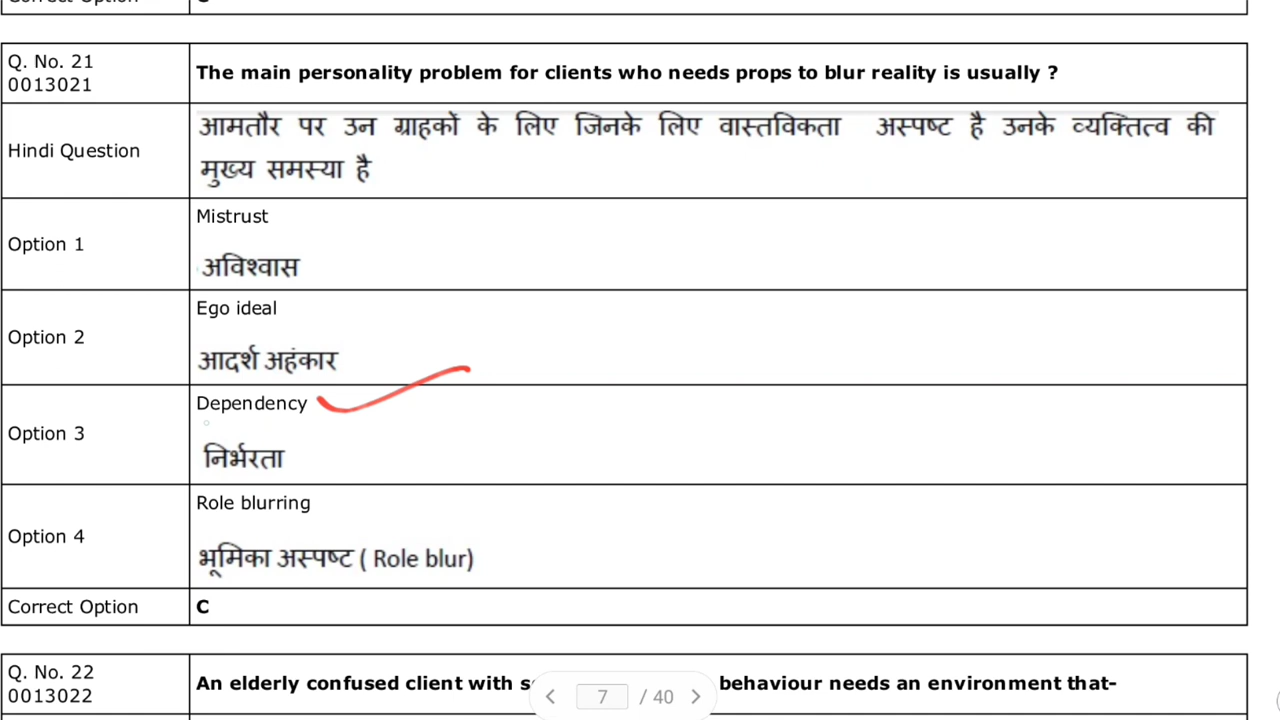 Q. No. 21
0013021
The main personality problem for clients who needs props to blur reality is usually ?
Hindi Question
आमतौर पर उन ग्राहकों के लिए जिनके लिए वास्तविकता अस्पष्ट है उनके व्यक्तित्व की
मुख्य समस्या है
Option 1
Mistrust
अविश्वास
Option 2
Ego ideal
आदर्श अहंकार
Option 3
Dependency
निर्भरता
Option 4
Role blurring
भूमिका अस्पष्ट ( Role blur)
Correct Option
C
Q. No. 22
0013022
An elderly confused client with behaviour needs an environment that-
7 / 40